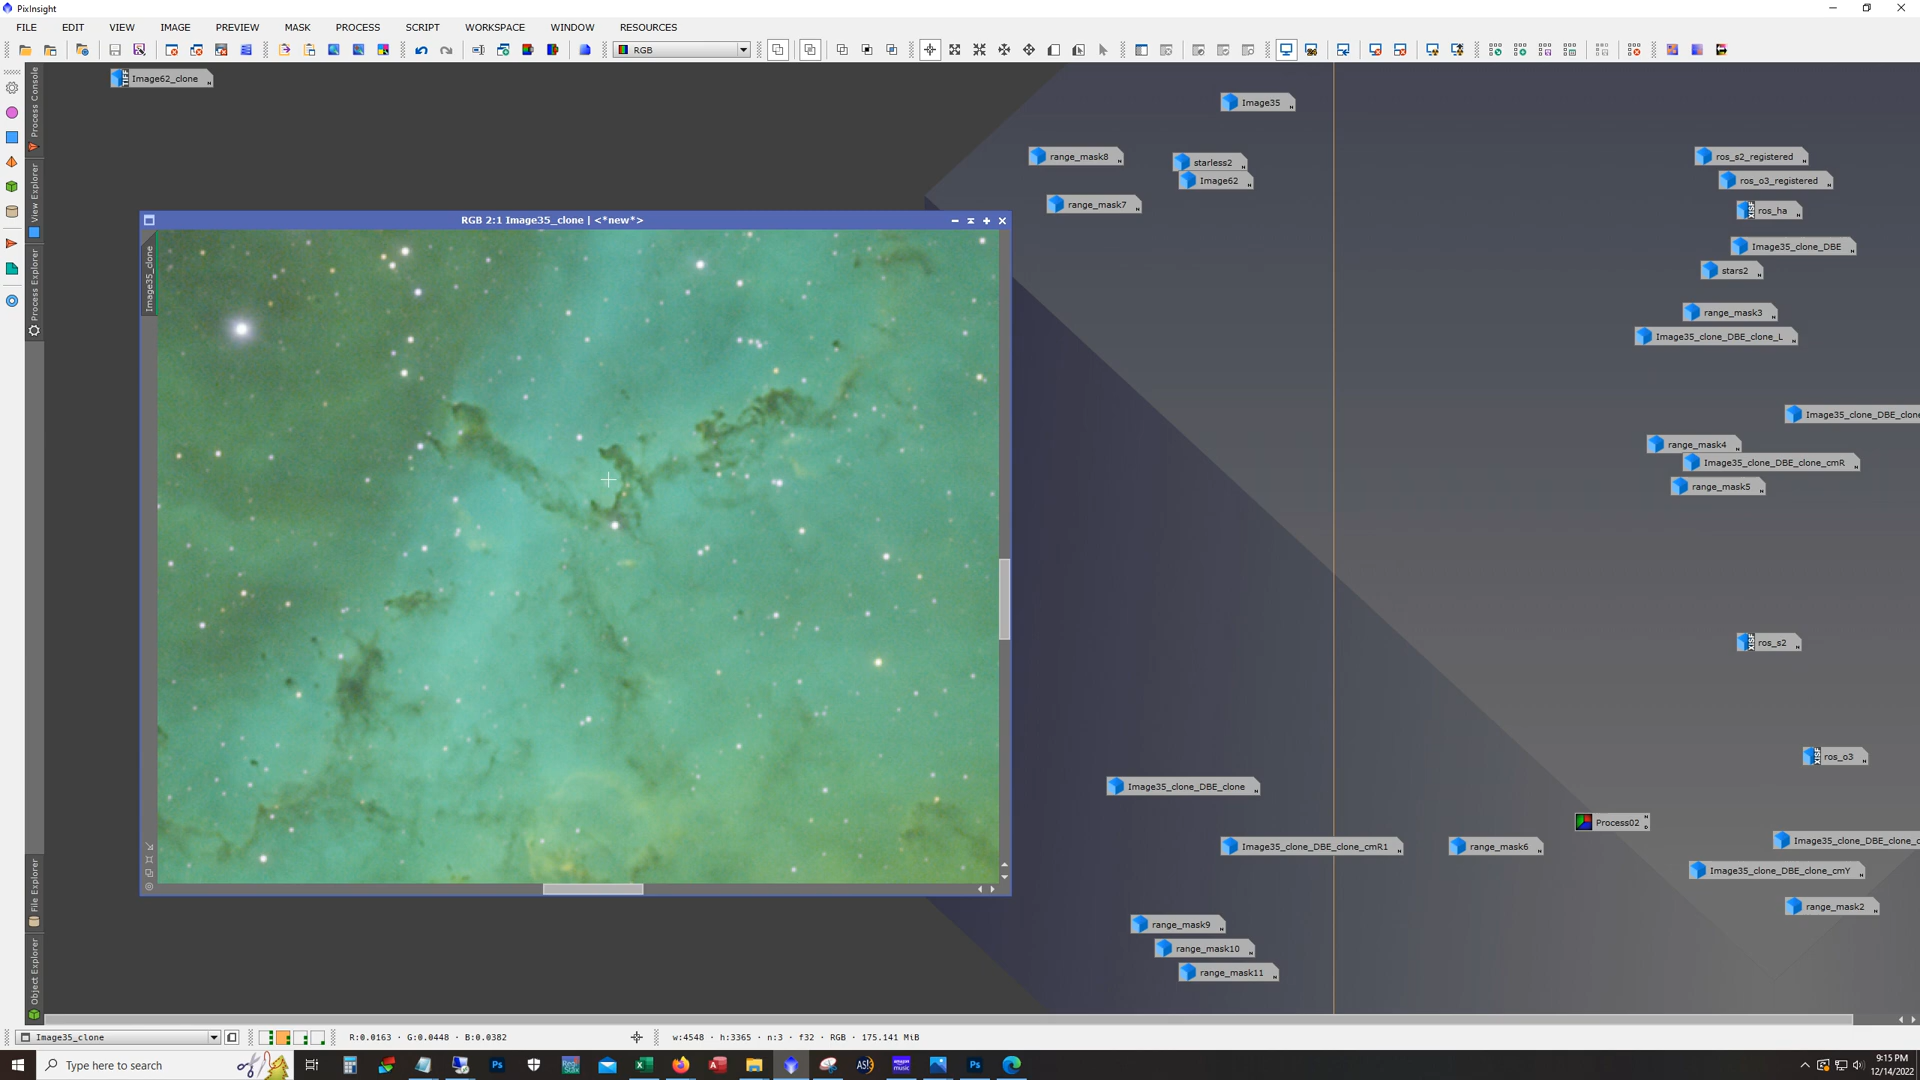 PixInsight
FILE EDIT VIEW IMAGE PROCESS PREVIEW MASK PROCESS SCRIPT WORKSPACE WINDOW RESOURCES
RGB
Process Console
View Explorer
Process Explorer
File Explorer
Object Explorer
Image62_clone
Image35
range_mask8
starless2
Image62
range_mask7
ros_s2_registered
ros_o3_registered
ros_ha
Image35_clone_DBE
stars2
range_mask3
Image35_clone_DBE_clone_L
RGB 2:1 Image35_clone | <*new*>
Image35_clone
Image35_clone_DBE_clone
range_mask4
Image35_clone_DBE_clone_cmR
range_mask5
ros_s2
ros_o3
Image35_clone_DBE_clone
Process02
Image35_clone_DBE_clone_cmR1
range_mask6
Image35_clone_DBE_clone_c
Image35_clone_DBE_clone_cmY
range_mask2
range_mask9
range_mask10
range_mask11
Image35_clone
R:0.0163 · G:0.0448 · B:0.0382
w:4548 · h:3365 · n:3 · f32 · RGB · 175.141 MiB
Type here to search
9:15 PM
12/14/2022